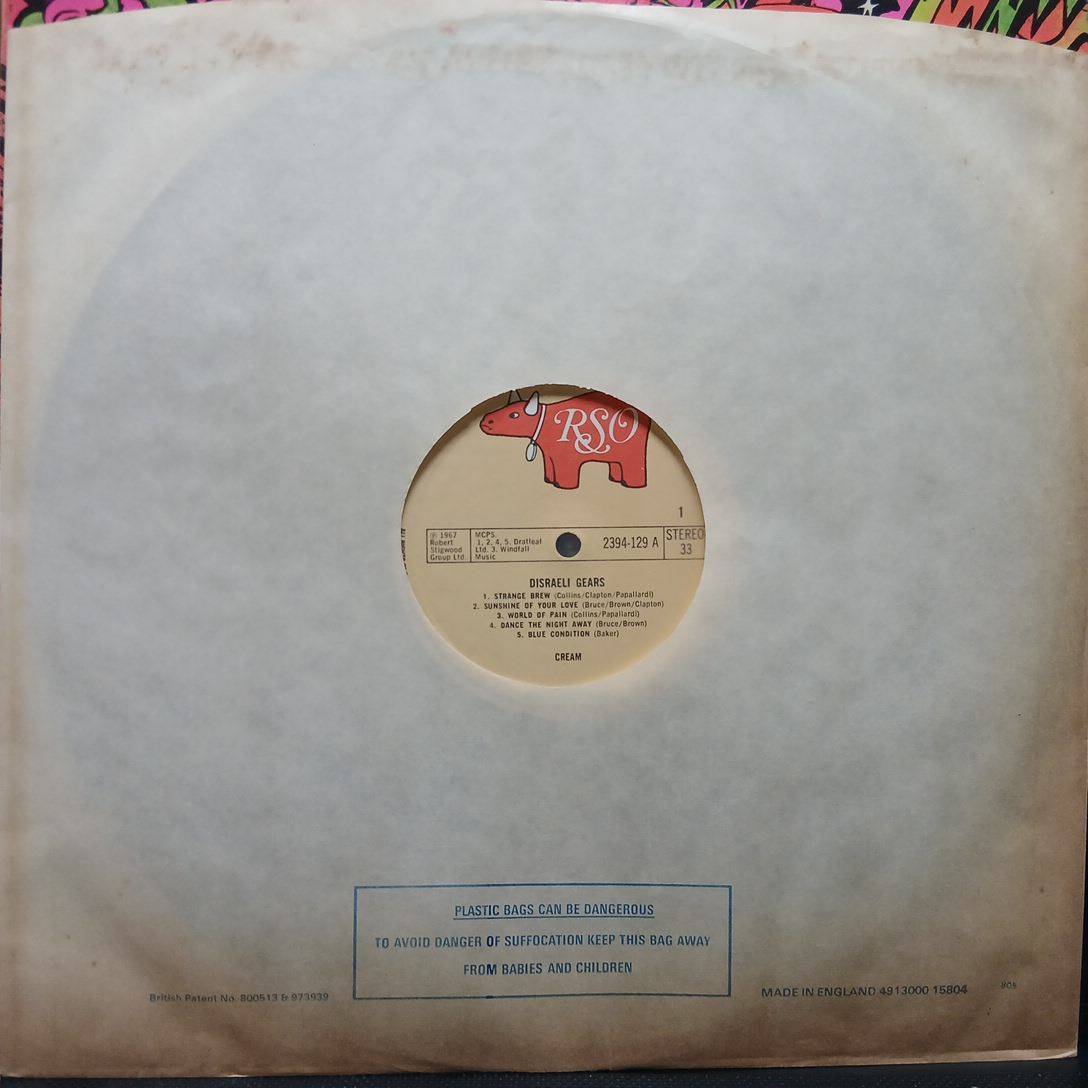 RSO
1
℗ 1967
Robert
Stigwood
Group Ltd.
MCPS.
1, 2, 4, 5. Dratleaf
Ltd. 3. Windfall
Music
2394-129 A
STEREO
33
DISRAELI GEARS
1. STRANGE BREW (Collins/Clapton/Papallardi)
2. SUNSHINE OF YOUR LOVE (Bruce/Brown/Clapton)
3. WORLD OF PAIN (Collins/Papallardi)
4. DANCE THE NIGHT AWAY (Bruce/Brown)
5. BLUE CONDITION (Baker)
CREAM
PLASTIC BAGS CAN BE DANGEROUS
TO AVOID DANGER OF SUFFOCATION KEEP THIS BAG AWAY
FROM BABIES AND CHILDREN
British Patent No. 800513 & 973939
MADE IN ENGLAND 4913000 15804